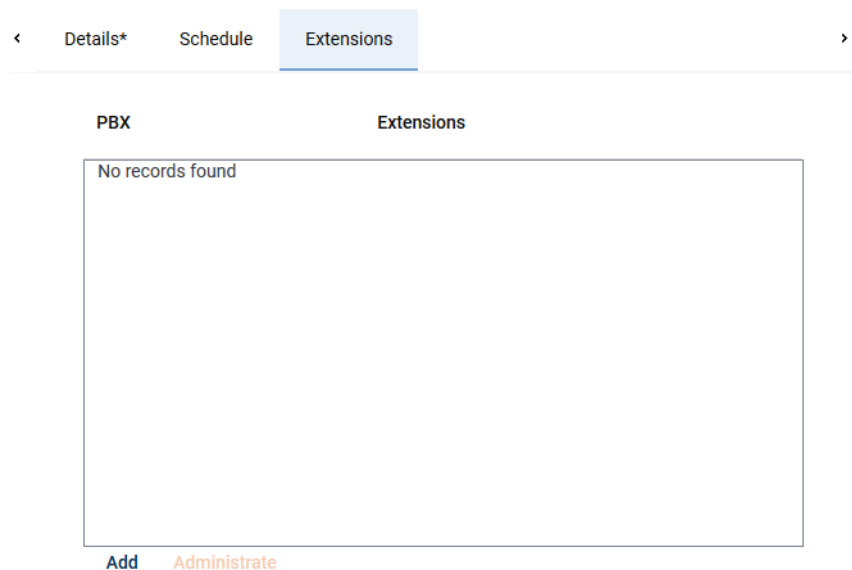 Details* Schedule Extensions
PBX Extensions
No records found
Add Administrate